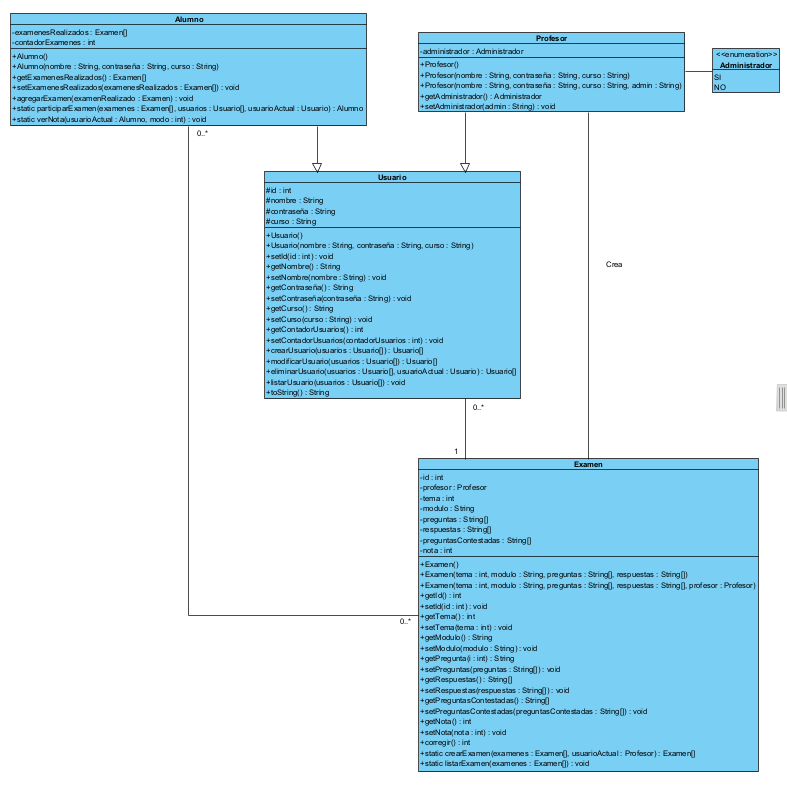 Alumno
-examenesRealizados : Examen[]
-contadorExamenes : int
+Alumno()
+Alumno(nombre : String, contraseña : String, curso : String)
+getExamenesRealizados() : Examen[]
+setExamenesRealizados(examenesRealizados : Examen[]) : void
+agregarExamen(examenRealizado : Examen) : void
+static participarExamen(examenes : Examen[], usuarios : Usuario[], usuarioActual : Usuario) : Alumno
+static verNota(usuarioActual : Alumno, modo : int) : void
Profesor
-administrador : Administrador
+Profesor()
+Profesor(nombre : String, contraseña : String, curso : String)
+Profesor(nombre : String, contraseña : String, curso : String, admin : String)
+getAdministrador() : Administrador
+setAdministrador(admin : String) : void
<<enumeration>>
Administrador
SI
NO
0..*
Usuario
#id : int
#nombre : String
#contraseña : String
#curso : String
+Usuario()
+Usuario(nombre : String, contraseña : String, curso : String)
+setId(id : int) : void
+getNombre() : String
+setNombre(nombre : String) : void
+getContraseña() : String
+setContraseña(contraseña : String) : void
+getCurso() : String
+setCurso(curso : String) : void
+getContadorUsuarios() : int
+setContadorUsuarios(contadorUsuarios : int) : void
+crearUsuario(usuarios : Usuario[]) : Usuario[]
+modificarUsuario(usuarios : Usuario[]) : Usuario[]
+eliminarUsuario(usuarios : Usuario[], usuarioActual : Usuario) : Usuario[]
+listarUsuario(usuarios : Usuario[]) : void
+toString() : String
Crea
0..*
1
Examen
-id : int
-profesor : Profesor
-tema : int
-modulo : String
-preguntas : String[]
-respuestas : String[]
-preguntasContestadas : String[]
-nota : int
+Examen()
+Examen(tema : int, modulo : String, preguntas : String[], respuestas : String[])
+Examen(tema : int, modulo : String, preguntas : String[], respuestas : String[], profesor : Profesor)
+getId() : int
+setId(id : int) : void
+getTema() : int
+setTema(tema : int) : void
+getModulo() : String
+setModulo(modulo : String) : void
+getPregunta(i : int) : String
+setPreguntas(preguntas : String[]) : void
+getRespuestas() : String[]
+setRespuestas(respuestas : String[]) : void
+getPreguntasContestadas() : String[]
+setPreguntasContestadas(preguntasContestadas : String[]) : void
+getNota() : int
+setNota(nota : int) : void
+corregir() : int
+static crearExamen(examenes : Examen[], usuarioActual : Profesor) : Examen[]
+static listarExamen(examenes : Examen[]) : void
0..*